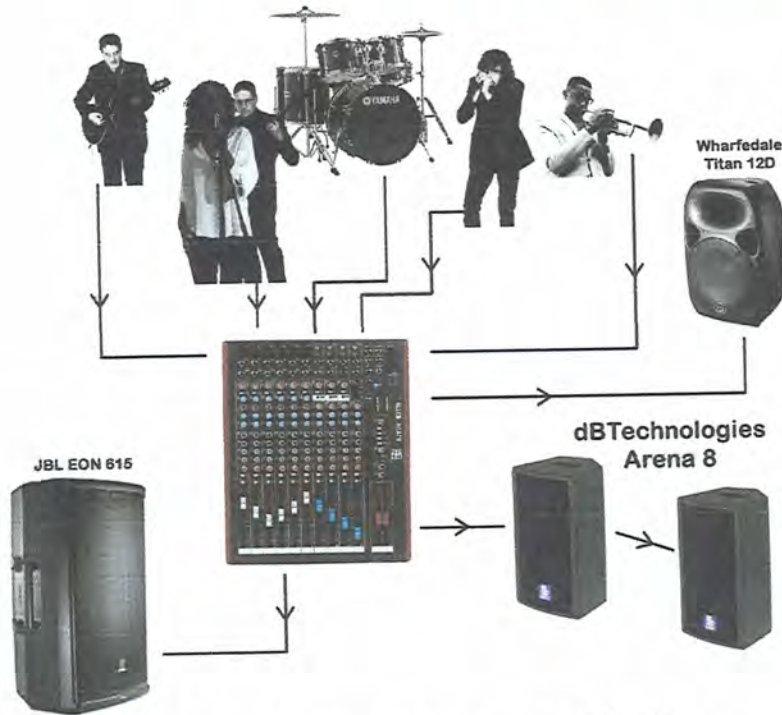 YAMAHA
Wharfedale
Titan 12D
dBTechnologies
Arena 8
JBL EON 615